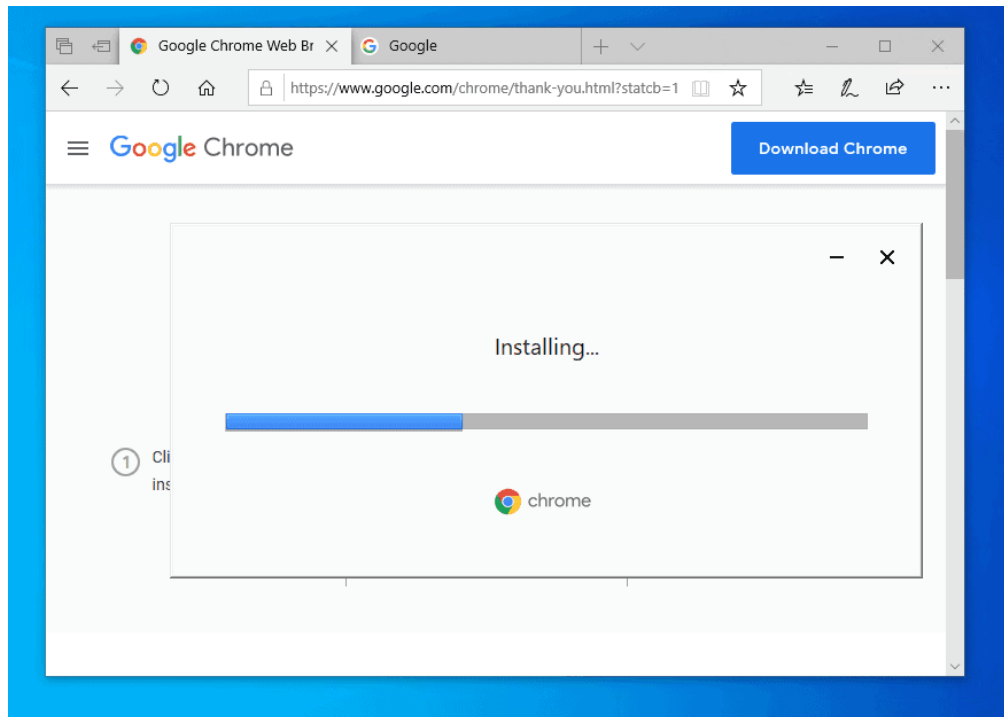 Google Chrome Web Br
Google
https://www.google.com/chrome/thank-you.html?statcb=1
Google Chrome
Download Chrome
Installing...
1
Cli
ins
chrome